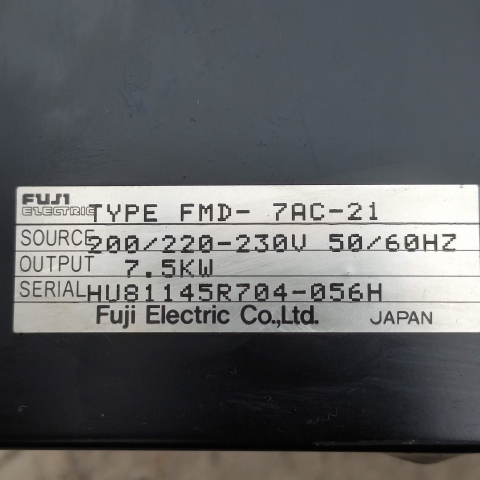 FUJI
ELECTRIC TYPE FMD- 7AC-21
SOURCE 200/220-230V 50/60HZ
OUTPUT 7.5KW
SERIAL HU81145R704-056H
Fuji Electric Co.,Ltd. JAPAN